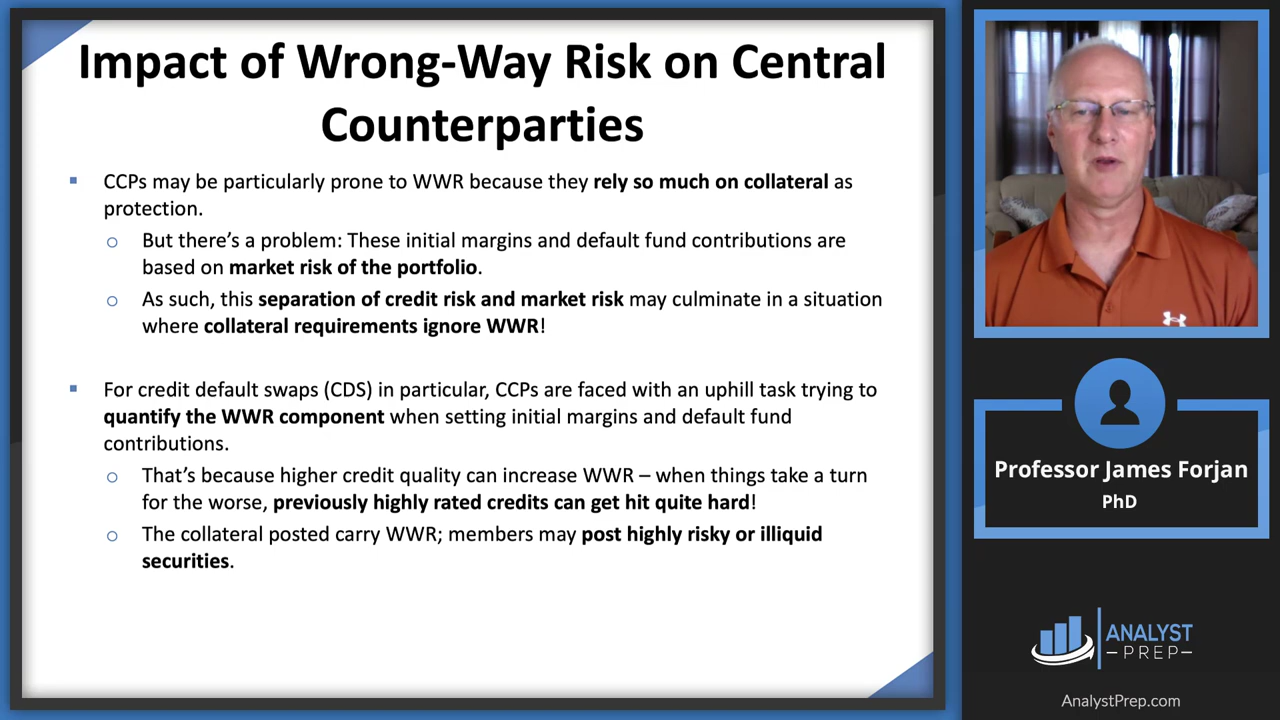 Impact of Wrong-Way Risk on Central
Counterparties
CCPs may be particularly prone to WWR because they rely so much on collateral as
protection.
But there’s a problem: These initial margins and default fund contributions are
based on market risk of the portfolio.
As such, this separation of credit risk and market risk may culminate in a situation
where collateral requirements ignore WWR!
For credit default swaps (CDS) in particular, CCPs are faced with an uphill task trying to
quantify the WWR component when setting initial margins and default fund
contributions.
That’s because higher credit quality can increase WWR – when things take a turn
for the worse, previously highly rated credits can get hit quite hard!
The collateral posted carry WWR; members may post highly risky or illiquid
securities.
Professor James Forjan
PhD
ANALYST
PREP
AnalystPrep.com